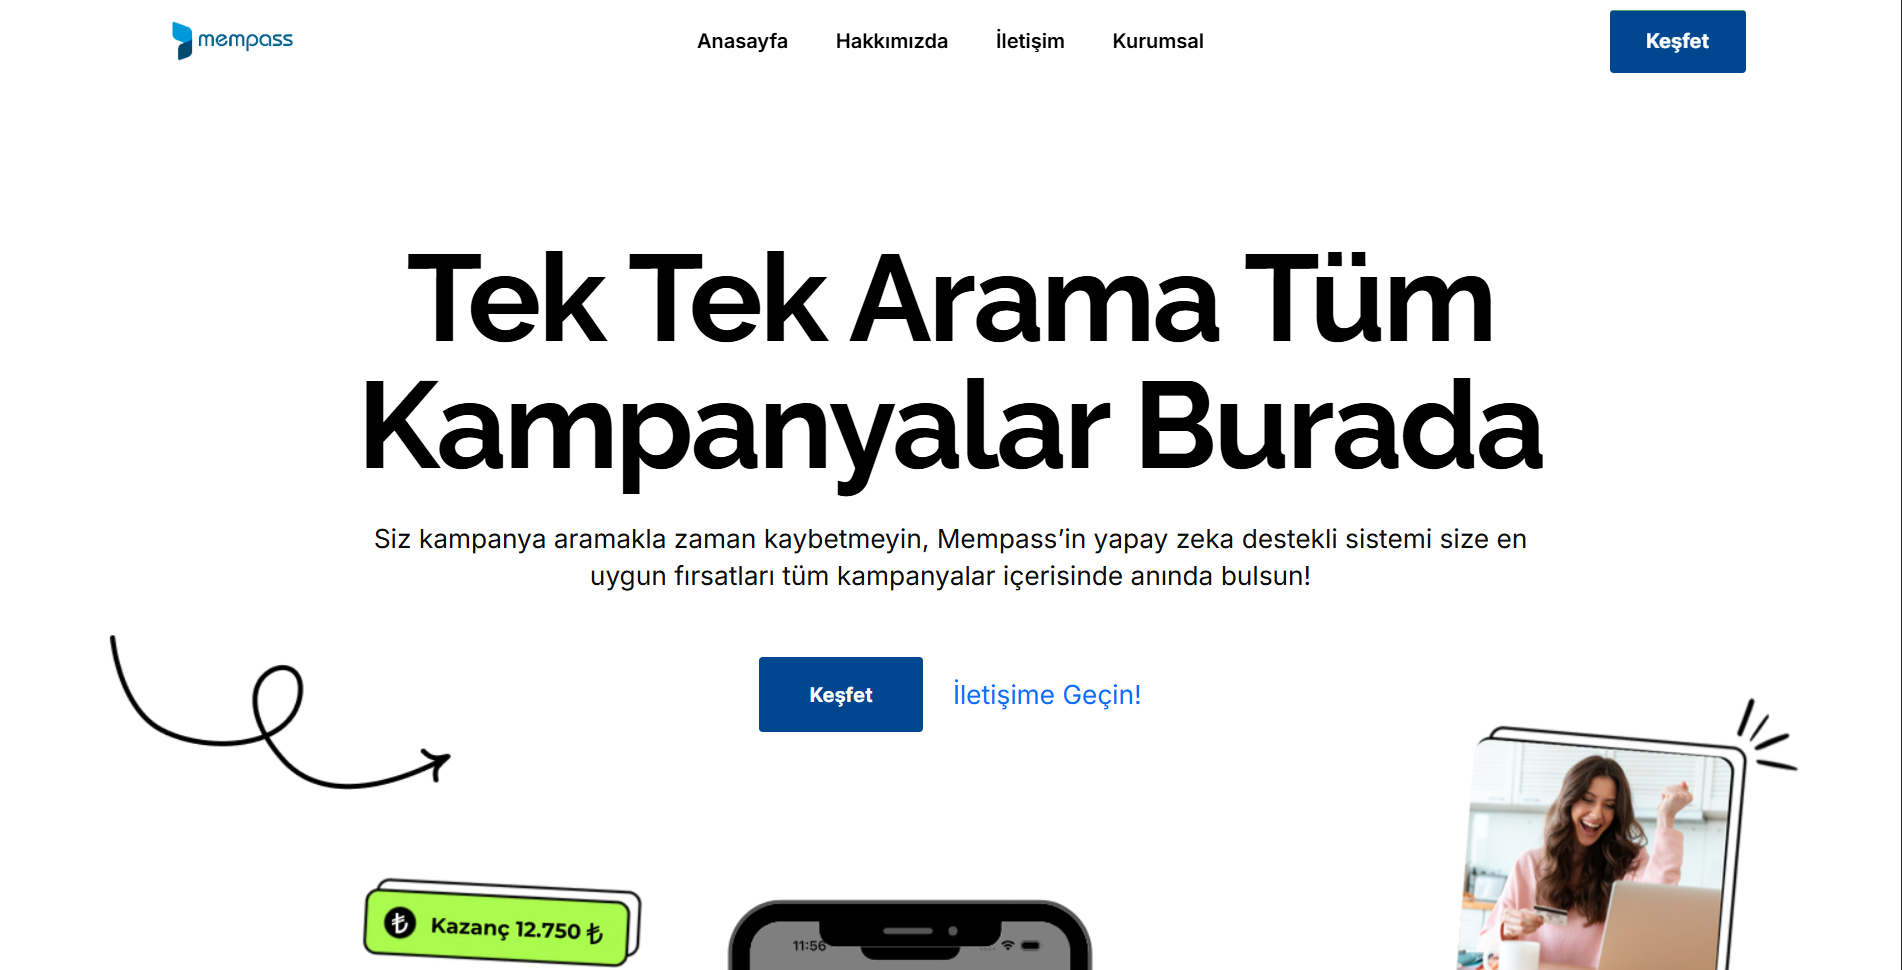 mempass
Anasayfa
Hakkımızda
İletişim
Kurumsal
Keşfet
Tek Tek Arama Tüm
Kampanyalar Burada
Siz kampanya aramakla zaman kaybetmeyin, Mempass’in yapay zeka destekli sistemi size en
uygun fırsatları tüm kampanyalar içerisinde anında bulsun!
Keşfet
İletişime Geçin!
₺ Kazanç 12.750 ₺
11:56